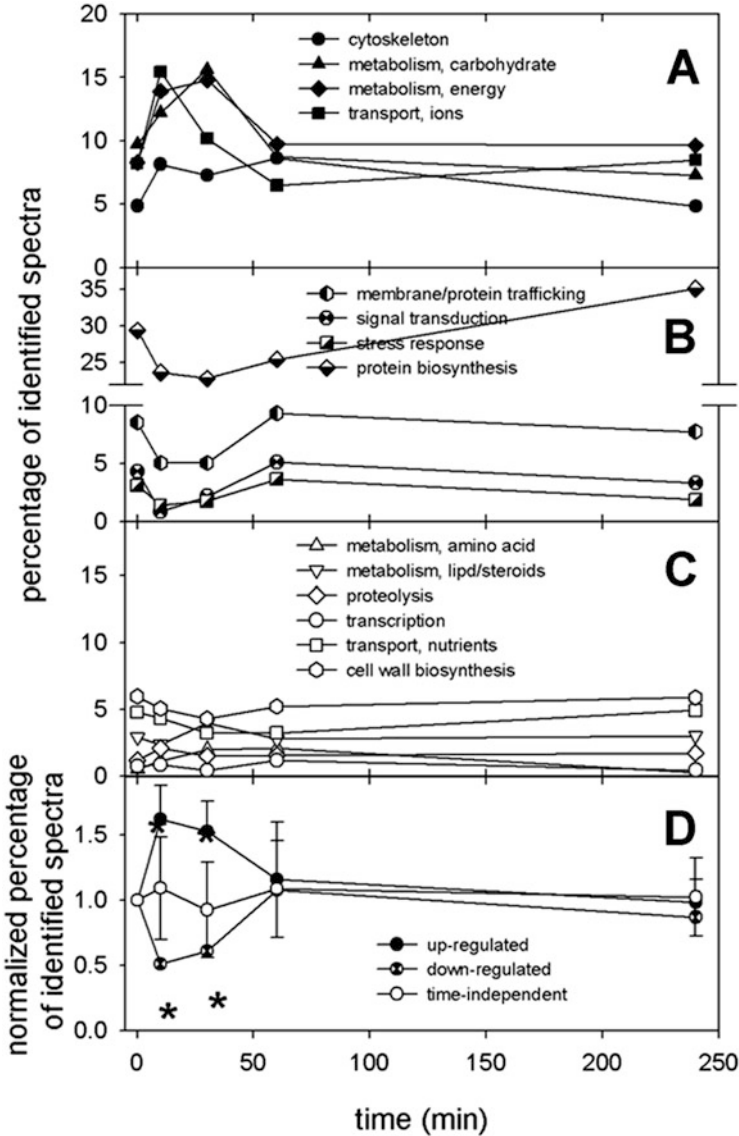 20
15
10
5
0
cytoskeleton
metabolism, carbohydrate
metabolism, energy
transport, ions
A
35
30
25
10
5
0
membrane/protein trafficking
signal transduction
stress response
protein biosynthesis
B
percentage of identified spectra
15
10
5
0
metabolism, amino acid
metabolism, lipd/steroids
proteolysis
transcription
transport, nutrients
cell wall biosynthesis
C
normalized percentage
of identified spectra
1.5
1.0
0.5
0.0
* *
* *
up-regulated
down-regulated
time-independent
D
0 50 100 150 200 250
time (min)